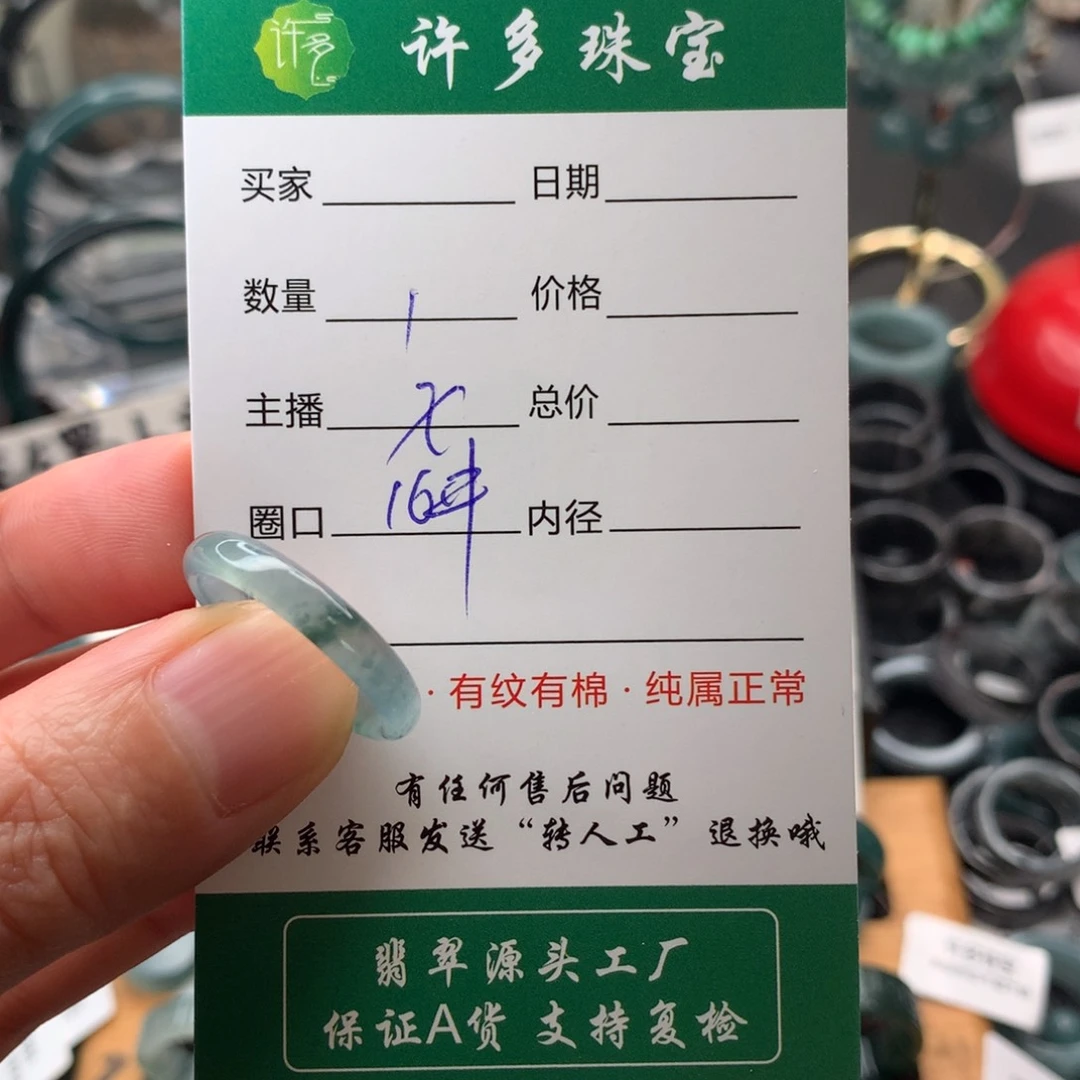 许多 许多珠宝
买家 日期
数量 1 价格
主播 总价
圈口 16 内径
· 有纹有棉 · 纯属正常
有任何售后问题
联系客服发送“转人工” 退换哦
翡翠源头工厂
保证A货 支持复检